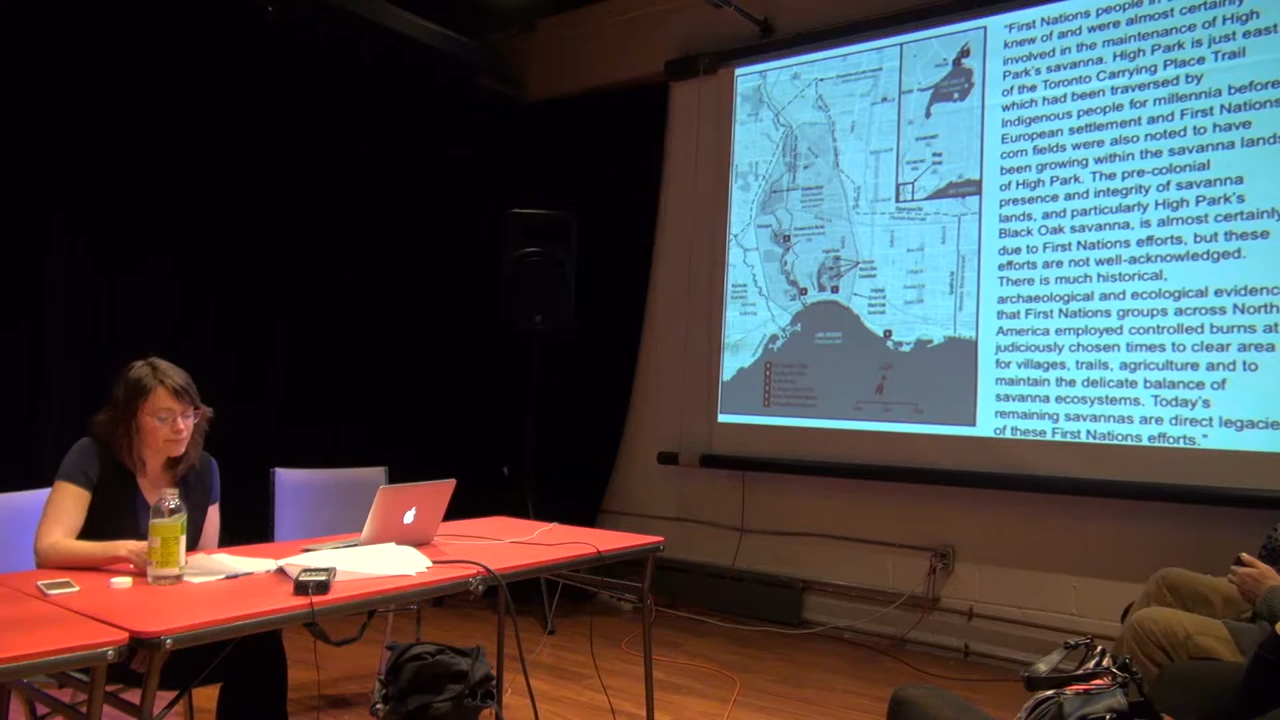 "First Nations people in
knew of and were almost certainly
involved in the maintenance of High
Park's savanna. High Park is just east
of the Toronto Carrying Place Trail
which had been traversed by
Indigenous people for millennia before
European settlement and First Nations
corn fields were also noted to have
been growing within the savanna lands
of High Park. The pre-colonial
presence and integrity of savanna
lands, and particularly High Park's
Black Oak savanna, is almost certainly
due to First Nations efforts, but these
efforts are not well-acknowledged.
There is much historical,
archaeological and ecological evidenc
that First Nations groups across North
America employed controlled burns at
judiciously chosen times to clear area
for villages, trails, agriculture and to
maintain the delicate balance of
savanna ecosystems. Today's
remaining savannas are direct legacie
of these First Nations efforts."